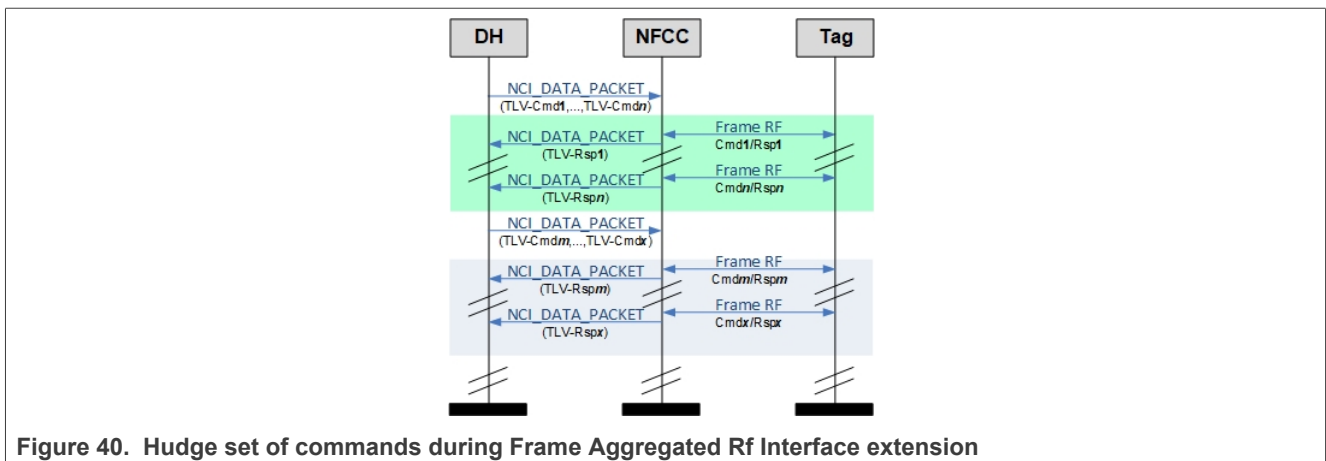 DH NFCC Tag
NCI_DATA_PACKET
(TLV-Cmd1,...,TLV-Cmdn)
NCI_DATA_PACKET Frame RF
(TLV-Rsp1) Cmd1/Rsp1
NCI_DATA_PACKET Frame RF
(TLV-Rspn) Cmdn/Rspn
NCI_DATA_PACKET
(TLV-Cmdm,...,TLV-Cmdx)
NCI_DATA_PACKET Frame RF
(TLV-Rspm) Cmdm/Rspm
NCI_DATA_PACKET Frame RF
(TLV-Rspx) Cmdx/Rspx
Figure 40. Hudge set of commands during Frame Aggregated Rf Interface extension